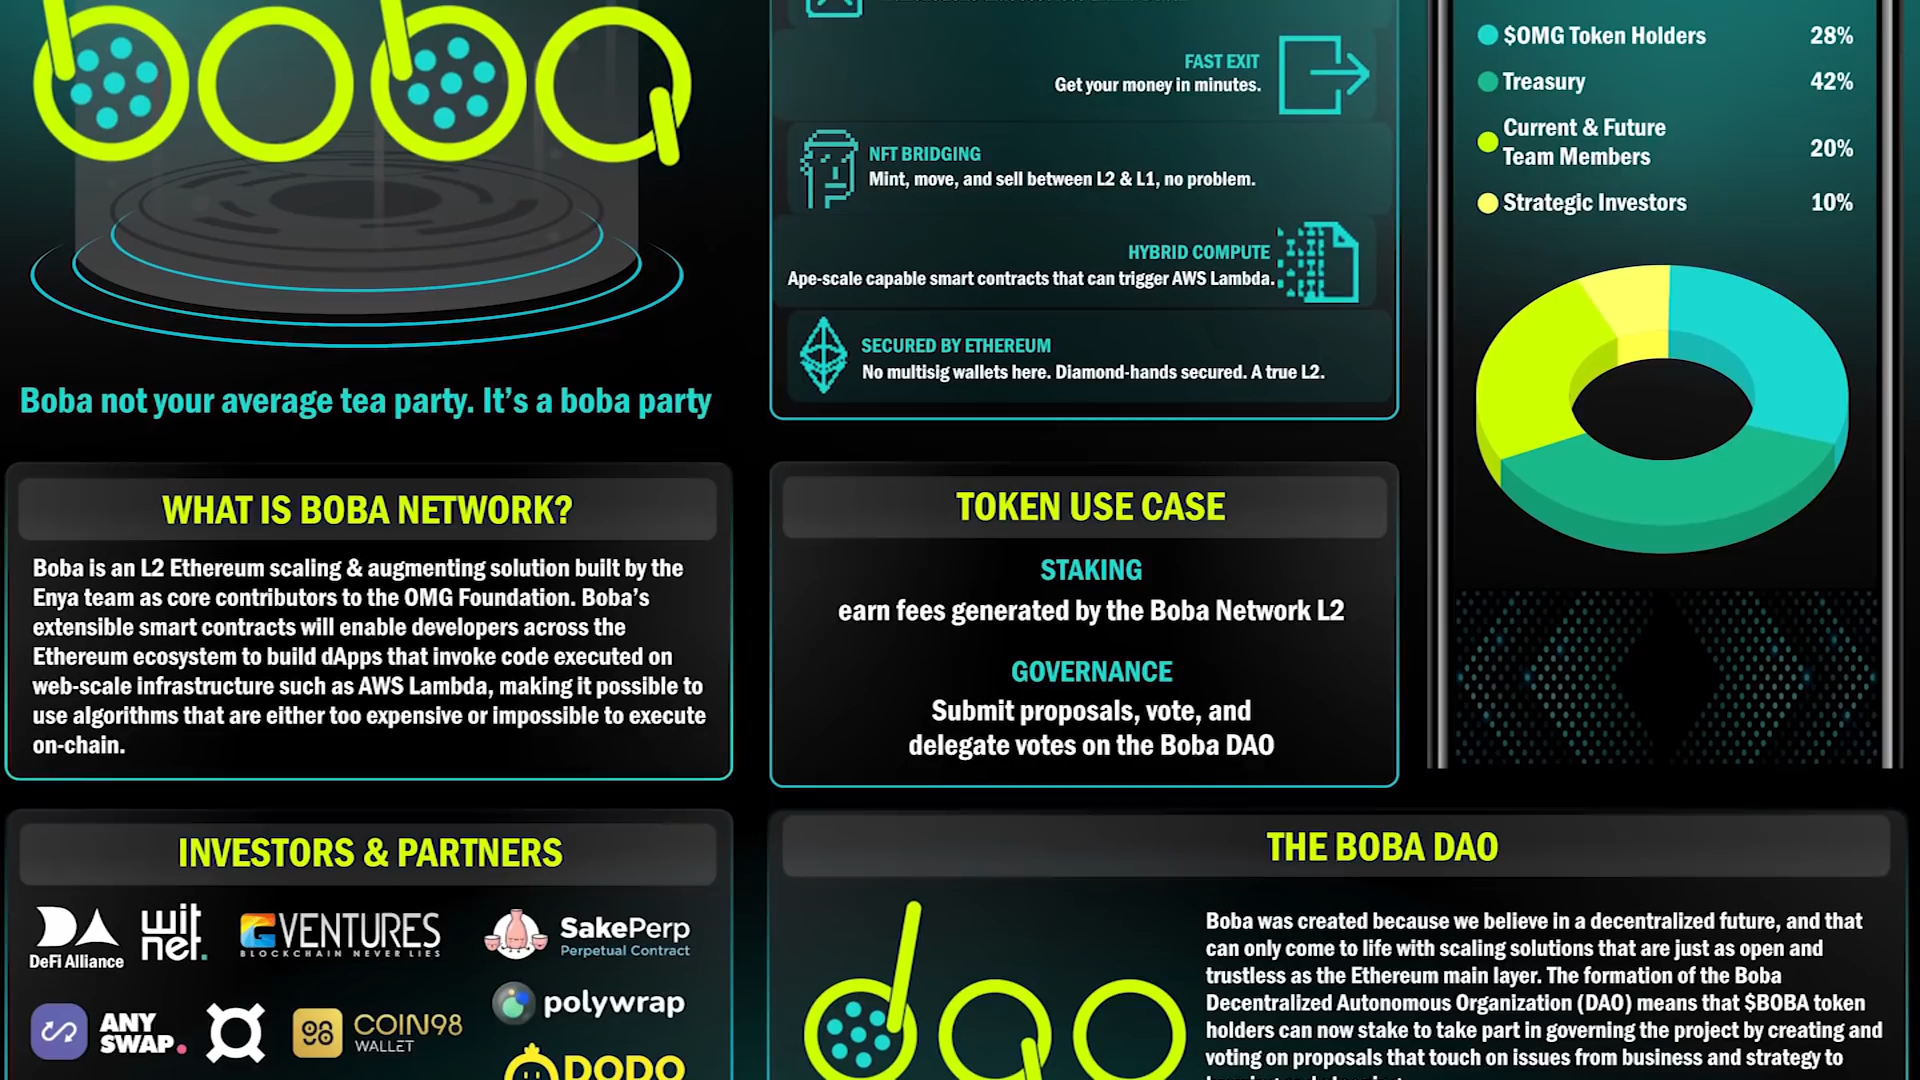 boba
Boba not your average tea party. It's a boba party
FAST EXIT
Get your money in minutes.
NFT BRIDGING
Mint, move, and sell between L2 & L1, no problem.
HYBRID COMPUTE
Ape-scale capable smart contracts that can trigger AWS Lambda.
SECURED BY ETHEREUM
No multisig wallets here. Diamond-hands secured. A true L2.
$OMG Token Holders 28%
Treasury 42%
Current & Future
Team Members 20%
Strategic Investors 10%
WHAT IS BOBA NETWORK?
Boba is an L2 Ethereum scaling & augmenting solution built by the
Enya team as core contributors to the OMG Foundation. Boba's
extensible smart contracts will enable developers across the
Ethereum ecosystem to build dApps that invoke code executed on
web-scale infrastructure such as AWS Lambda, making it possible to
use algorithms that are either too expensive or impossible to execute
on-chain.
TOKEN USE CASE
STAKING
earn fees generated by the Boba Network L2
GOVERNANCE
Submit proposals, vote, and
delegate votes on the Boba DAO
INVESTORS & PARTNERS
DeFi Alliance
wit
net.
GVENTURES
BLOCKCHAIN NEVER LIES
SakePerp
Perpetual Contract
ANY
SWAP.
COIN98
WALLET
polywrap
DODO
THE BOBA DAO
dao
Boba was created because we believe in a decentralized future, and that
can only come to life with scaling solutions that are just as open and
trustless as the Ethereum main layer. The formation of the Boba
Decentralized Autonomous Organization (DAO) means that $BOBA token
holders can now stake to take part in governing the project by creating and
voting on proposals that touch on issues from business and strategy to